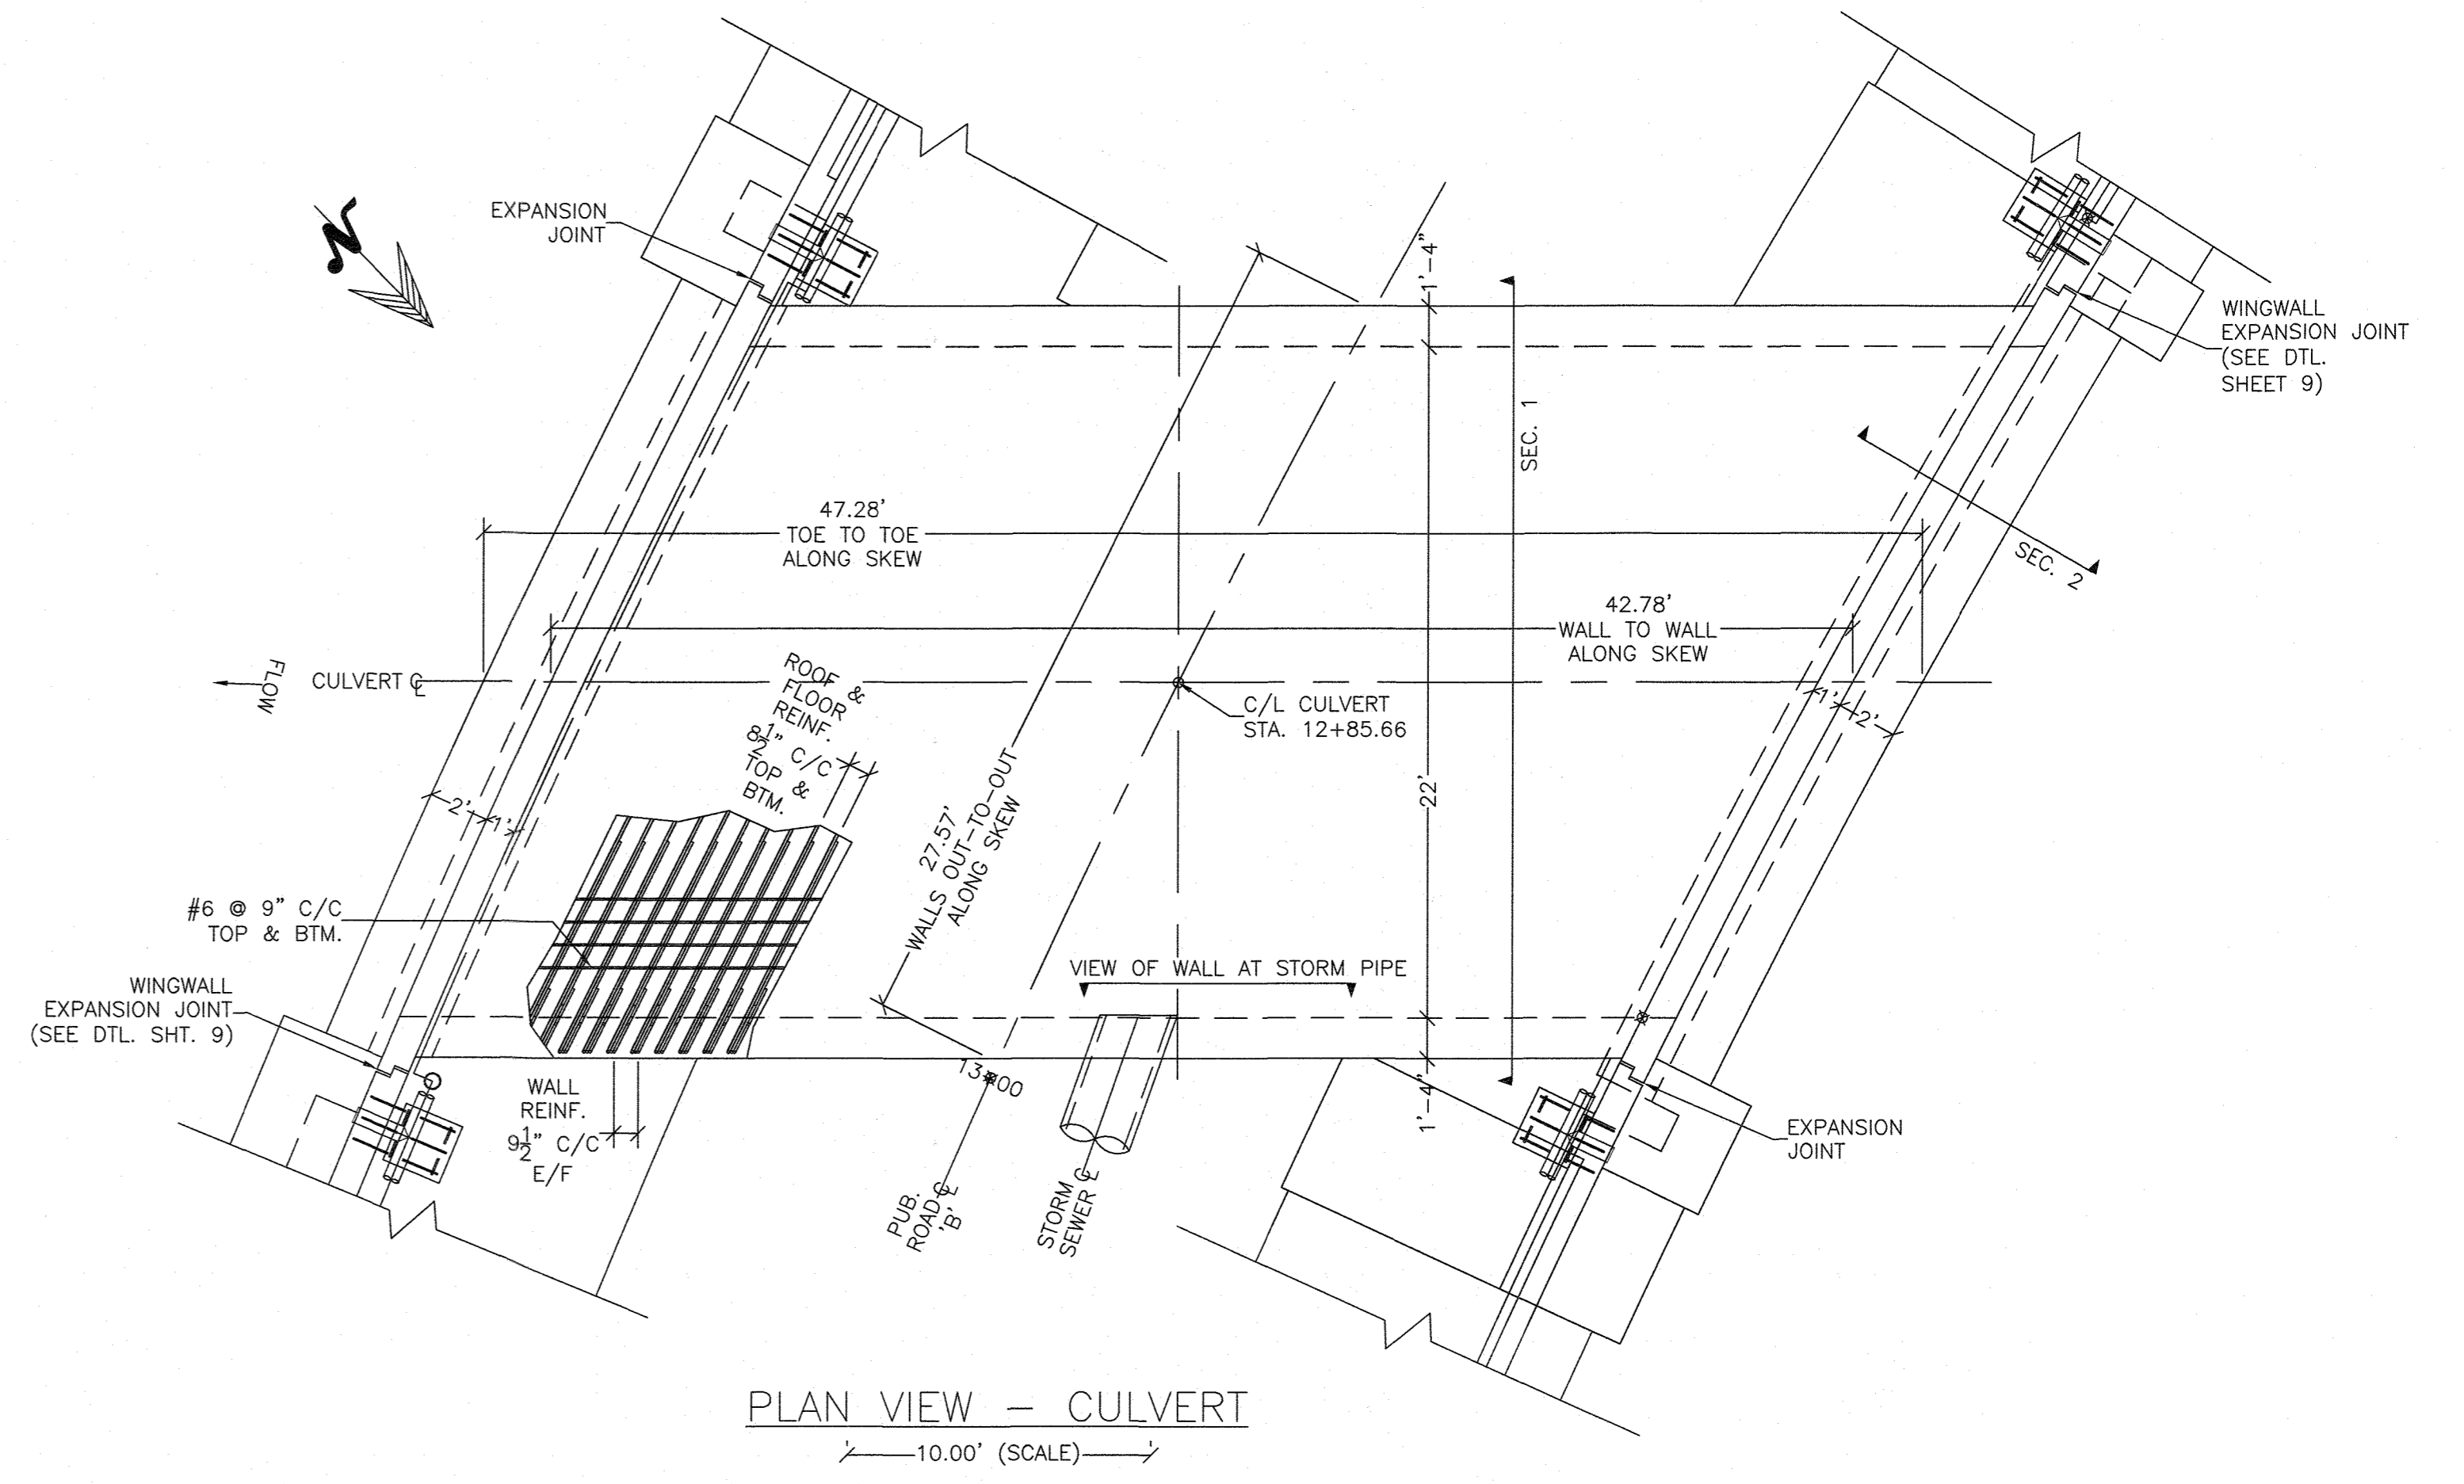 EXPANSION
JOINT
N
1'-4"
SEC. 1
WINGWALL
EXPANSION JOINT
(SEE DTL.
SHEET 9)
47.28'
TOE TO TOE
ALONG SKEW
SEC. 2
42.78'
WALL TO WALL
ALONG SKEW
FLOW
CULVERT ℄
C/L CULVERT
STA. 12+85.66
1'
2'
ROOF &
FLOOR
REINF.
8 1/2" C/C
TOP &
BTM.
22'
27.57'
WALLS OUT-TO-OUT
ALONG SKEW
2'
1'
#6 @ 9" C/C
TOP & BTM.
VIEW OF WALL AT STORM PIPE
WINGWALL
EXPANSION JOINT
(SEE DTL. SHT. 9)
13+00
WALL
REINF.
9 1/2" C/C
E/F
1'-4"
EXPANSION
JOINT
PUB.
ROAD ℄
'B'
STORM
SEWER ℄
PLAN VIEW - CULVERT
10.00' (SCALE)